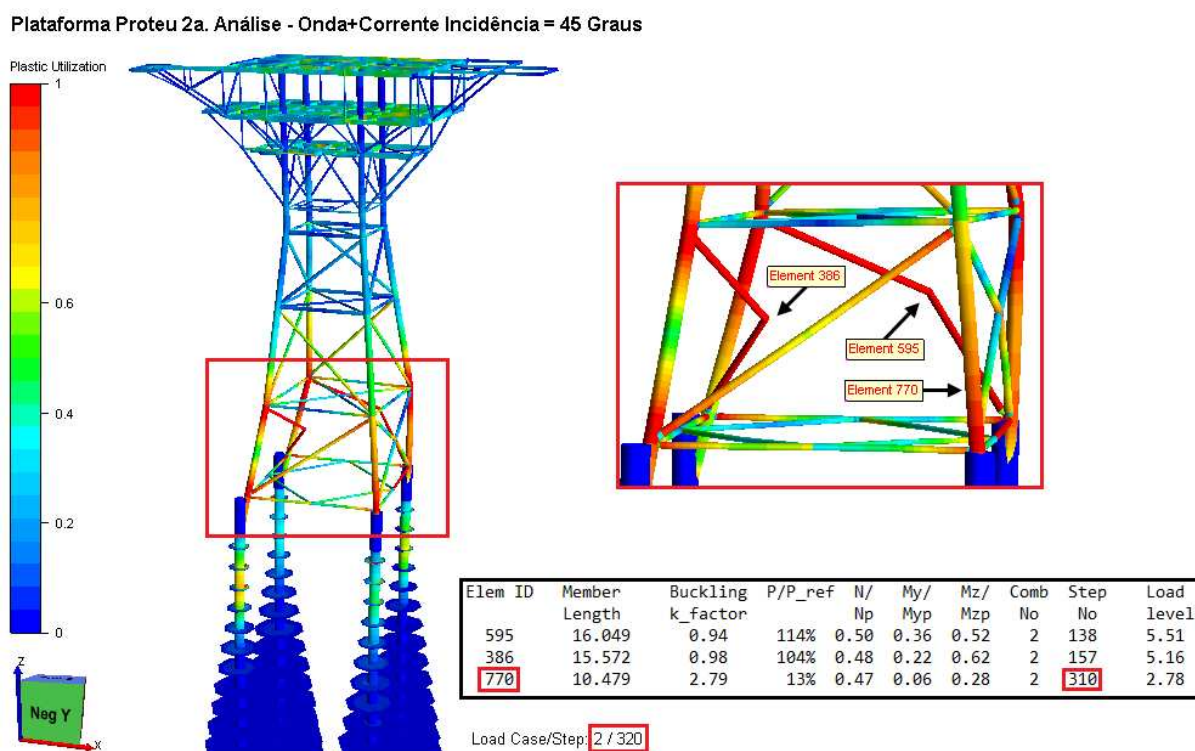 Plataforma Proteu 2a. Análise - Onda+Corrente Incidência = 45 Graus
Plastic Utilization
1
0.6
0.4
0.2
0
Element 386
Element 595
Element 770
Elem ID Member Buckling P/P_ref N/ My/ Mz/ Comb Step Load
Length k_factor Np Myp Mzp No No level
595 16.049 0.94 114% 0.50 0.36 0.52 2 138 5.51
386 15.572 0.98 104% 0.48 0.22 0.62 2 157 5.16
770 10.479 2.79 13% 0.47 0.06 0.28 2 310 2.78
Z
Neg Y
X
Load Case/Step: 2 / 320